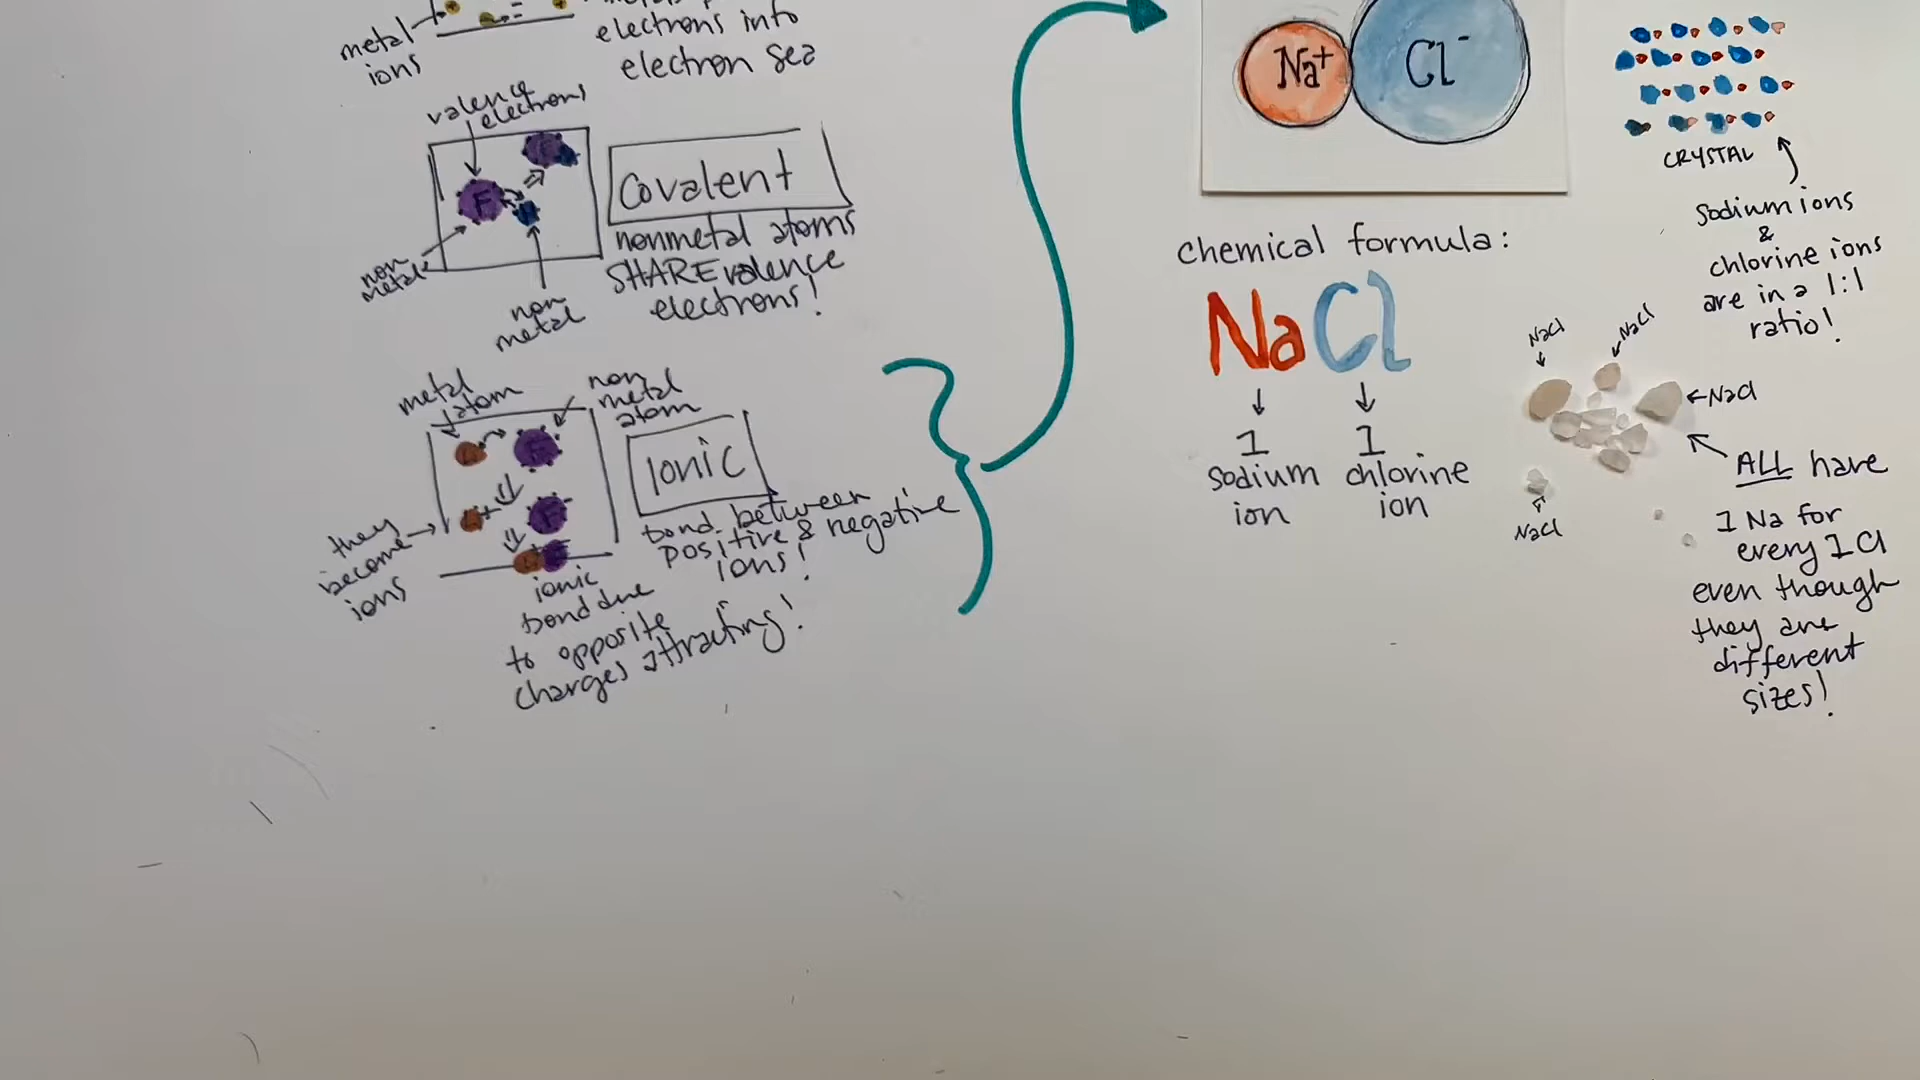 electrons into
electron sea
metal
ions
valence
electrons
F
non
metal
non
metal
Covalent
nonmetal atoms
SHARE valence
electrons!
metal
atom
non
metal
atom
they
become
ions
Ionic
bond between
positive & negative
ions!
ionic
bond due
to opposite
charges attracting!
Na+
Cl-
chemical formula:
NaCl
1
sodium
ion
1
chlorine
ion
CRYSTAL
Sodium ions
&
chlorine ions
are in a 1:1
ratio!
NaCl
NaCl
NaCl
NaCl
ALL have
1 Na for
every 1 Cl
even though
they are
different
sizes!